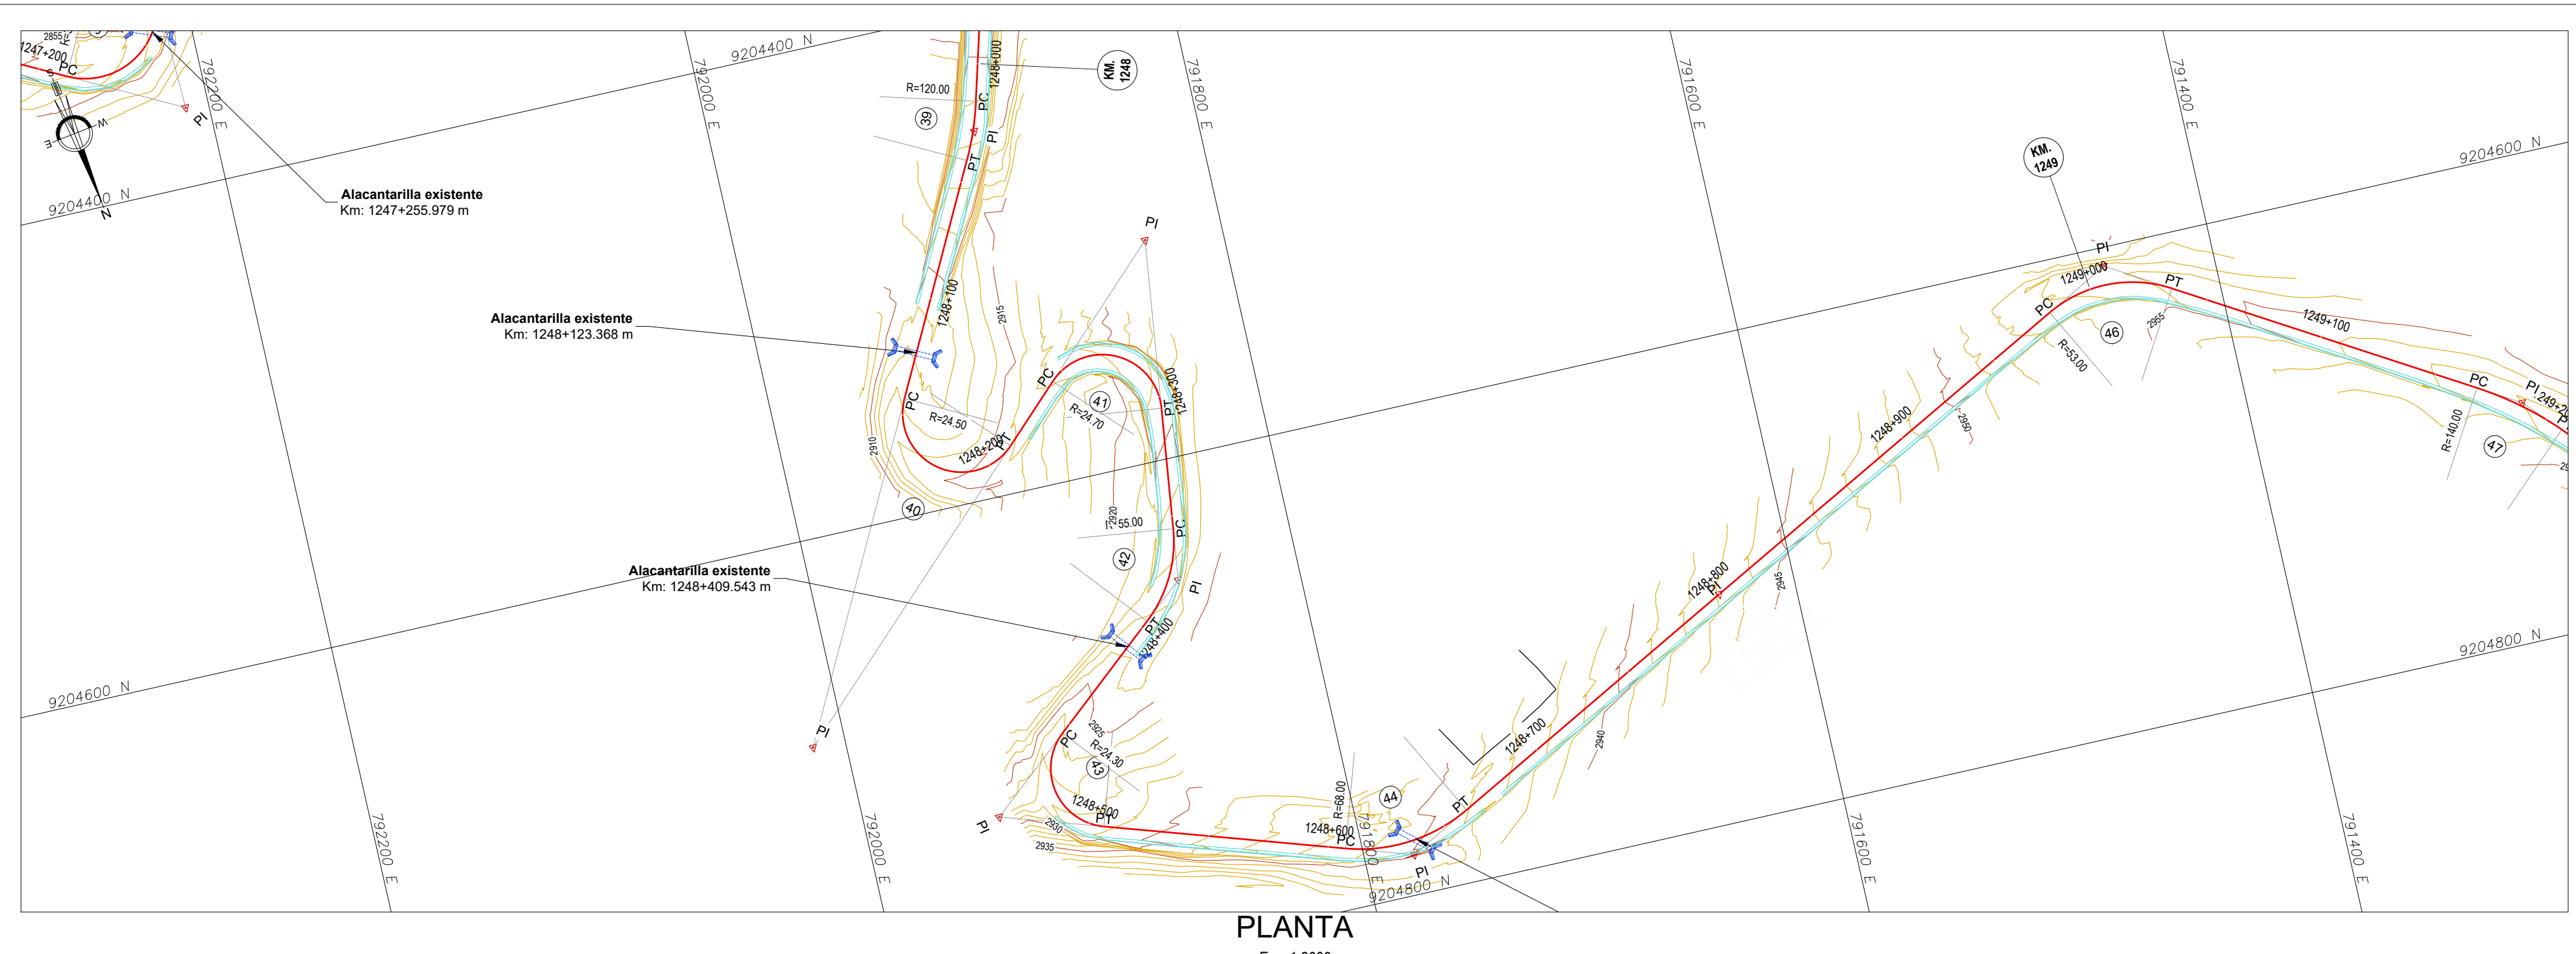 2855
1247+200
PC
S
W
E
N
PI
792200 E
9204400 N
Alacantarilla existente
Km: 1247+255.979 m
792000 E
9204400 N
R=120.00
39
1248+000
PC
PI
PT
KM.
1248
791800 E
791600 E
791400 E
9204600 N
KM.
1249
PI
Alacantarilla existente
Km: 1248+123.368 m
1248+100
2915
PC
R=24.50
2910
1248+200
PT
40
PC
41
R=24.70
PT
1248+300
2920
55.00
PC
42
PI
Alacantarilla existente
Km: 1248+409.543 m
PT
1248+400
9204600 N
PI
PC
2925
R=24.30
43
1248+500
PT
PI
2930
2935
R=68.00
44
1248+600
PC
PI
PT
1248+700
2940
1248+800
PI
2945
1248+900
2950
PC
1249+000
PI
PT
46
R=53.00
2955
1249+100
PC
PI
R=140.00
47
9204800 N
792200 E
792000 E
791800 E
9204800 N
791600 E
791400 E
PLANTA